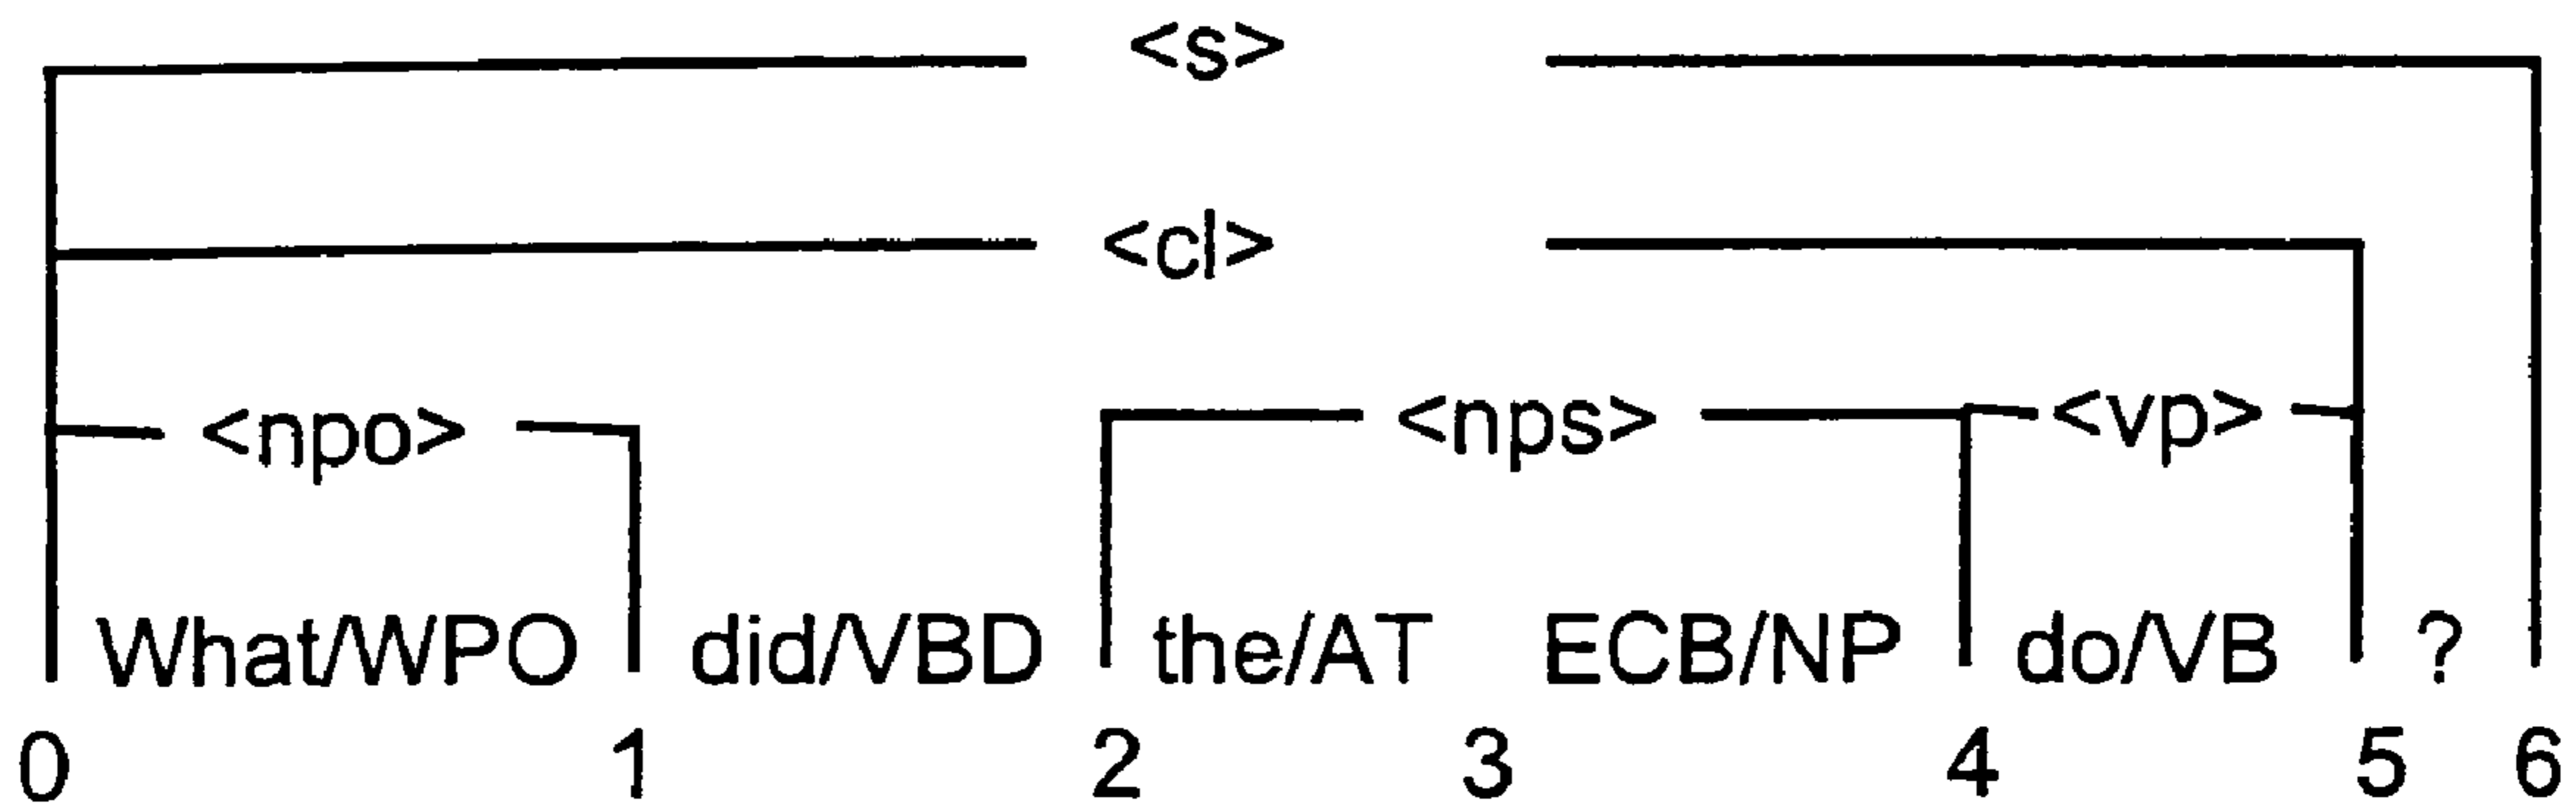 <s>
<cl>
<npo> <nps> <vp>
What/WPO did/VBD the/AT ECB/NP do/VB ?
0 1 2 3 4 5 6